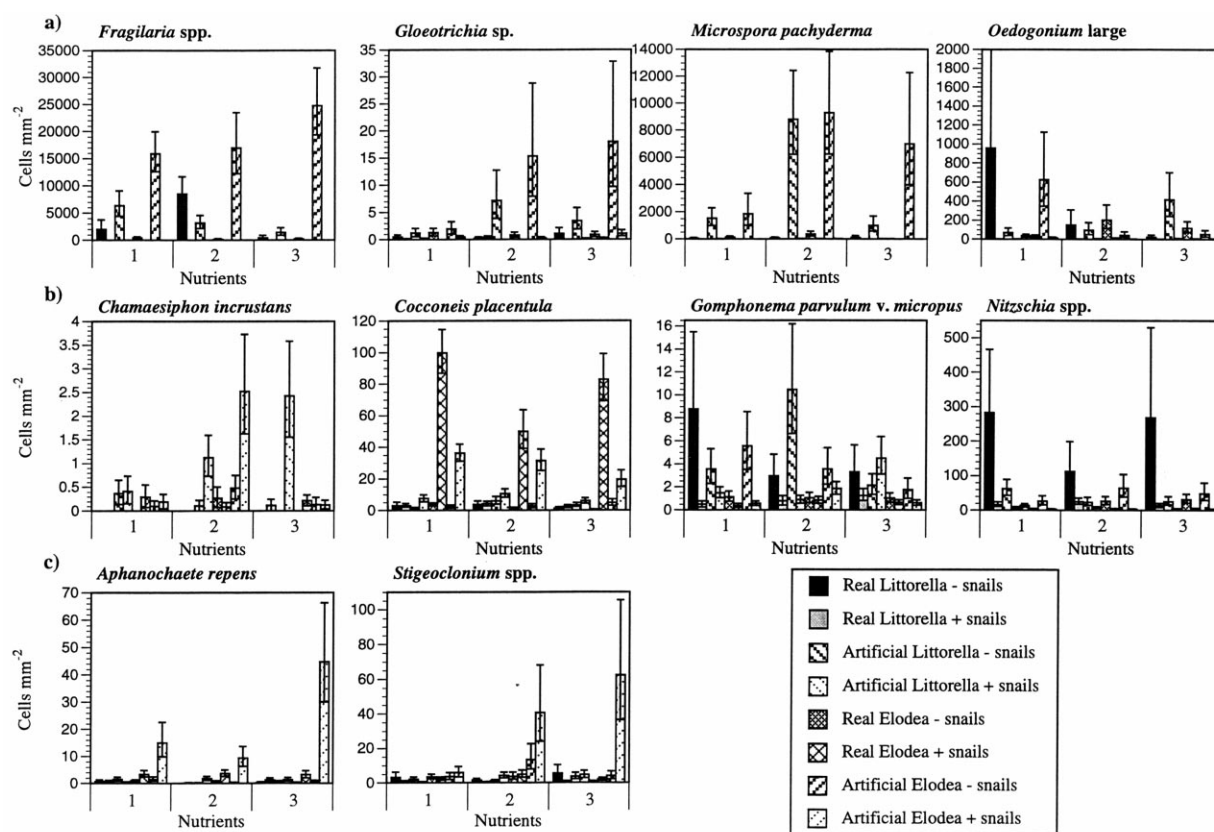 a)
Fragilaria spp.
Gloeotrichia sp.
Microspora pachyderma
Oedogonium large
Cells mm-2
35000
30000
25000
20000
15000
10000
5000
0
1 2 3
Nutrients
35
30
25
20
15
10
5
0
1 2 3
Nutrients
14000
12000
10000
8000
6000
4000
2000
0
1 2 3
Nutrients
2000
1800
1600
1400
1200
1000
800
600
400
200
0
1 2 3
Nutrients
b)
Chamaesiphon incrustans
Cocconeis placentula
Gomphonema parvulum v. micropus
Nitzschia spp.
Cells mm-2
4
3.5
3
2.5
2
1.5
1
0.5
0
1 2 3
Nutrients
120
100
80
60
40
20
0
1 2 3
Nutrients
16
14
12
10
8
6
4
2
0
1 2 3
Nutrients
500
400
300
200
100
0
1 2 3
Nutrients
c)
Aphanochaete repens
Stigeoclonium spp.
Cells mm-2
70
60
50
40
30
20
10
0
1 2 3
Nutrients
100
80
60
40
20
0
1 2 3
Nutrients
Real Littorella - snails
Real Littorella + snails
Artificial Littorella - snails
Artificial Littorella + snails
Real Elodea - snails
Real Elodea + snails
Artificial Elodea - snails
Artificial Elodea + snails